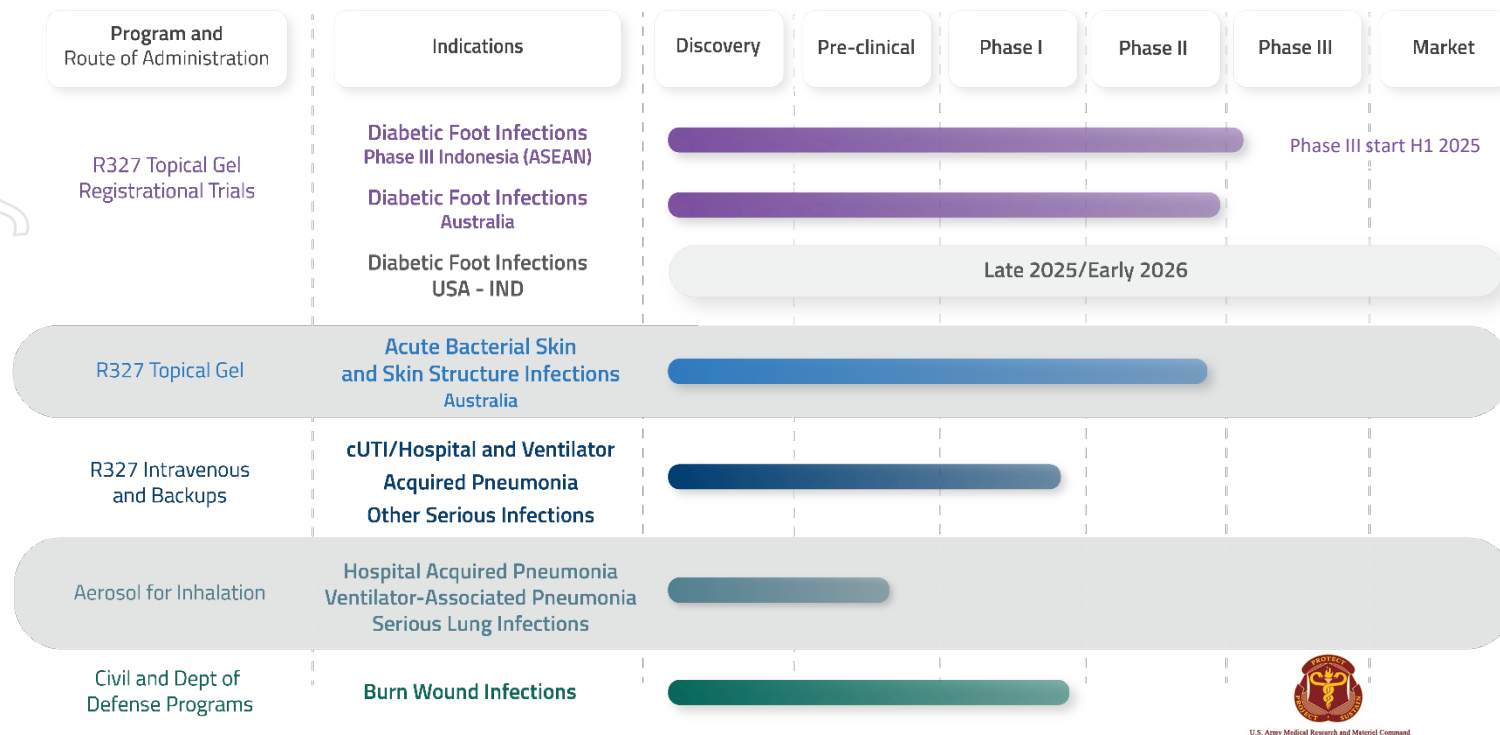 Program and
Route of Administration
Indications
Discovery
Pre-clinical
Phase I
Phase II
Phase III
Market
R327 Topical Gel
Registrational Trials
Diabetic Foot Infections
Phase III Indonesia (ASEAN)
Phase III start H1 2025
Diabetic Foot Infections
Australia
Diabetic Foot Infections
USA - IND
Late 2025/Early 2026
R327 Topical Gel
Acute Bacterial Skin
and Skin Structure Infections
Australia
R327 Intravenous
and Backups
cUTI/Hospital and Ventilator
Acquired Pneumonia
Other Serious Infections
Aerosol for Inhalation
Hospital Acquired Pneumonia
Ventilator-Associated Pneumonia
Serious Lung Infections
Civil and Dept of
Defense Programs
Burn Wound Infections
PROTECT
PROJECT
SUSTAIN
U.S. Army Medical Research and Materiel Command